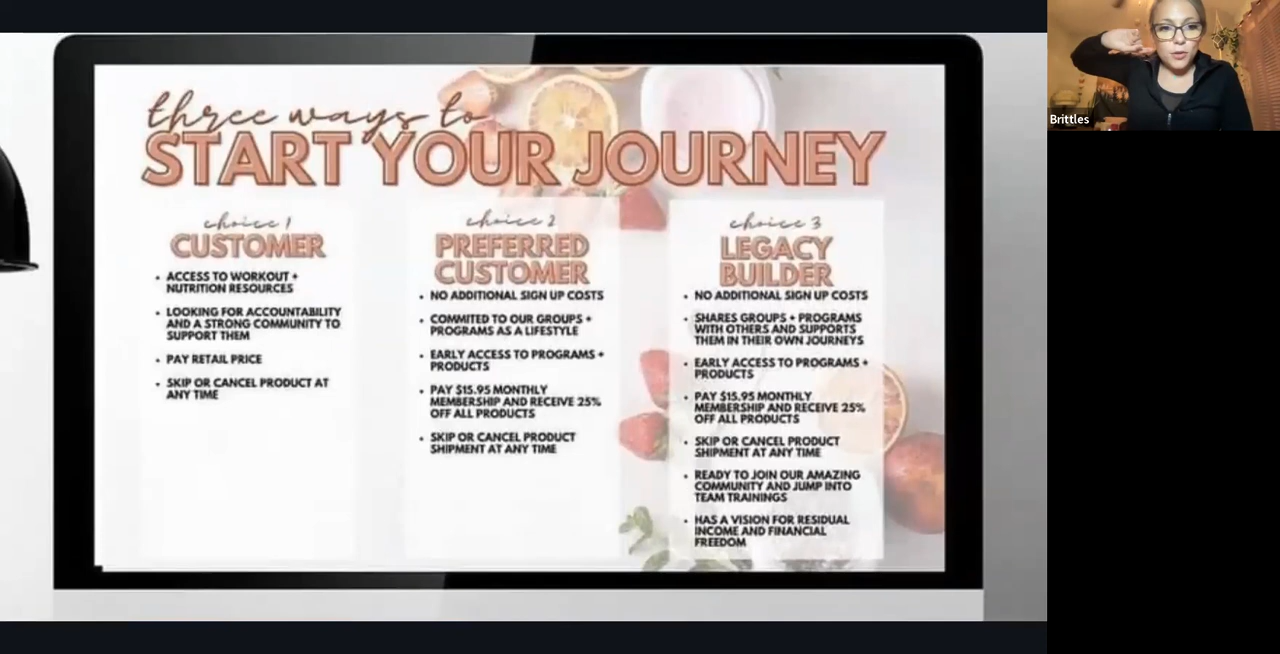 three ways to
START YOUR JOURNEY
choice 1
CUSTOMER
• ACCESS TO WORKOUT +
NUTRITION RESOURCES
• LOOKING FOR ACCOUNTABILITY
AND A STRONG COMMUNITY TO
SUPPORT THEM
• PAY RETAIL PRICE
• SKIP OR CANCEL PRODUCT AT
ANY TIME
choice 2
PREFERRED
CUSTOMER
• NO ADDITIONAL SIGN UP COSTS
• COMMITED TO OUR GROUPS +
PROGRAMS AS A LIFESTYLE
• EARLY ACCESS TO PROGRAMS +
PRODUCTS
• PAY $15.95 MONTHLY
MEMBERSHIP AND RECEIVE 25%
OFF ALL PRODUCTS
• SKIP OR CANCEL PRODUCT
SHIPMENT AT ANY TIME
choice 3
LEGACY
BUILDER
• NO ADDITIONAL SIGN UP COSTS
• SHARES GROUPS + PROGRAMS
WITH OTHERS AND SUPPORTS
THEM IN THEIR OWN JOURNEYS
• EARLY ACCESS TO PROGRAMS +
PRODUCTS
• PAY $15.95 MONTHLY
MEMBERSHIP AND RECEIVE 25%
OFF ALL PRODUCTS
• SKIP OR CANCEL PRODUCT
SHIPMENT AT ANY TIME
• READY TO JOIN OUR AMAZING
COMMUNITY AND JUMP INTO
TEAM TRAININGS
• HAS A VISION FOR RESIDUAL
INCOME AND FINANCIAL
FREEDOM
Brittles